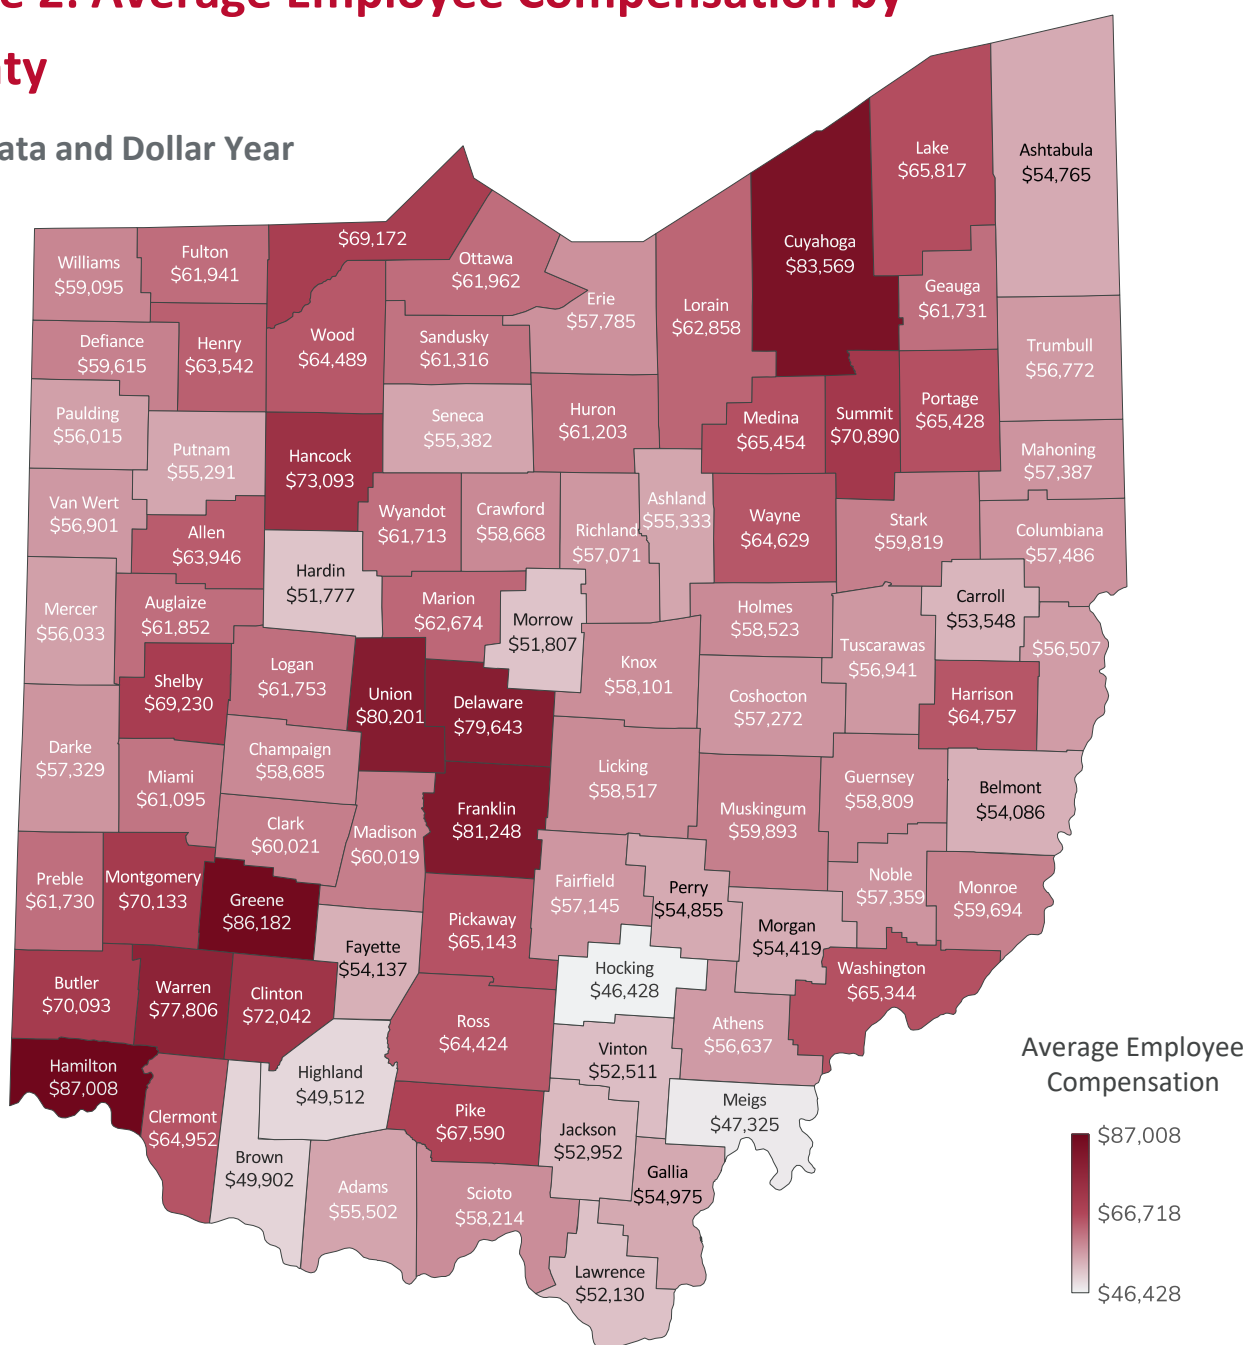 e 2: Average Employee Compensation by
nty
ata and Dollar Year
Lake
$65,817
Ashtabula
$54,765
Cuyahoga
$83,569
$69,172
Fulton
$61,941
Williams
$59,095
Ottawa
$61,962
Geauga
$61,731
Erie
$57,785
Lorain
$62,858
Wood
$64,489
Sandusky
$61,316
Defiance
$59,615
Henry
$63,542
Trumbull
$56,772
Portage
$65,428
Summit
$70,890
Medina
$65,454
Huron
$61,203
Seneca
$55,382
Paulding
$56,015
Putnam
$55,291
Hancock
$73,093
Mahoning
$57,387
Van Wert
$56,901
Allen
$63,946
Wyandot
$61,713
Crawford
$58,668
Richland
$57,071
Ashland
$55,333
Wayne
$64,629
Stark
$59,819
Columbiana
$57,486
Hardin
$51,777
Mercer
$56,033
Auglaize
$61,852
Marion
$62,674
Morrow
$51,807
Holmes
$58,523
Carroll
$53,548
Tuscarawas
$56,941
$56,507
Shelby
$69,230
Logan
$61,753
Union
$80,201
Delaware
$79,643
Knox
$58,101
Coshocton
$57,272
Harrison
$64,757
Darke
$57,329
Miami
$61,095
Champaign
$58,685
Licking
$58,517
Guernsey
$58,809
Belmont
$54,086
Franklin
$81,248
Muskingum
$59,893
Clark
$60,021
Madison
$60,019
Preble
$61,730
Montgomery
$70,133
Greene
$86,182
Fairfield
$57,145
Perry
$54,855
Noble
$57,359
Monroe
$59,694
Pickaway
$65,143
Morgan
$54,419
Fayette
$54,137
Butler
$70,093
Warren
$77,806
Clinton
$72,042
Hocking
$46,428
Washington
$65,344
Ross
$64,424
Athens
$56,637
Vinton
$52,511
Hamilton
$87,008
Highland
$49,512
Clermont
$64,952
Pike
$67,590
Meigs
$47,325
Jackson
$52,952
Brown
$49,902
Gallia
$54,975
Adams
$55,502
Scioto
$58,214
Lawrence
$52,130
Average Employee
Compensation
$87,008
$66,718
$46,428